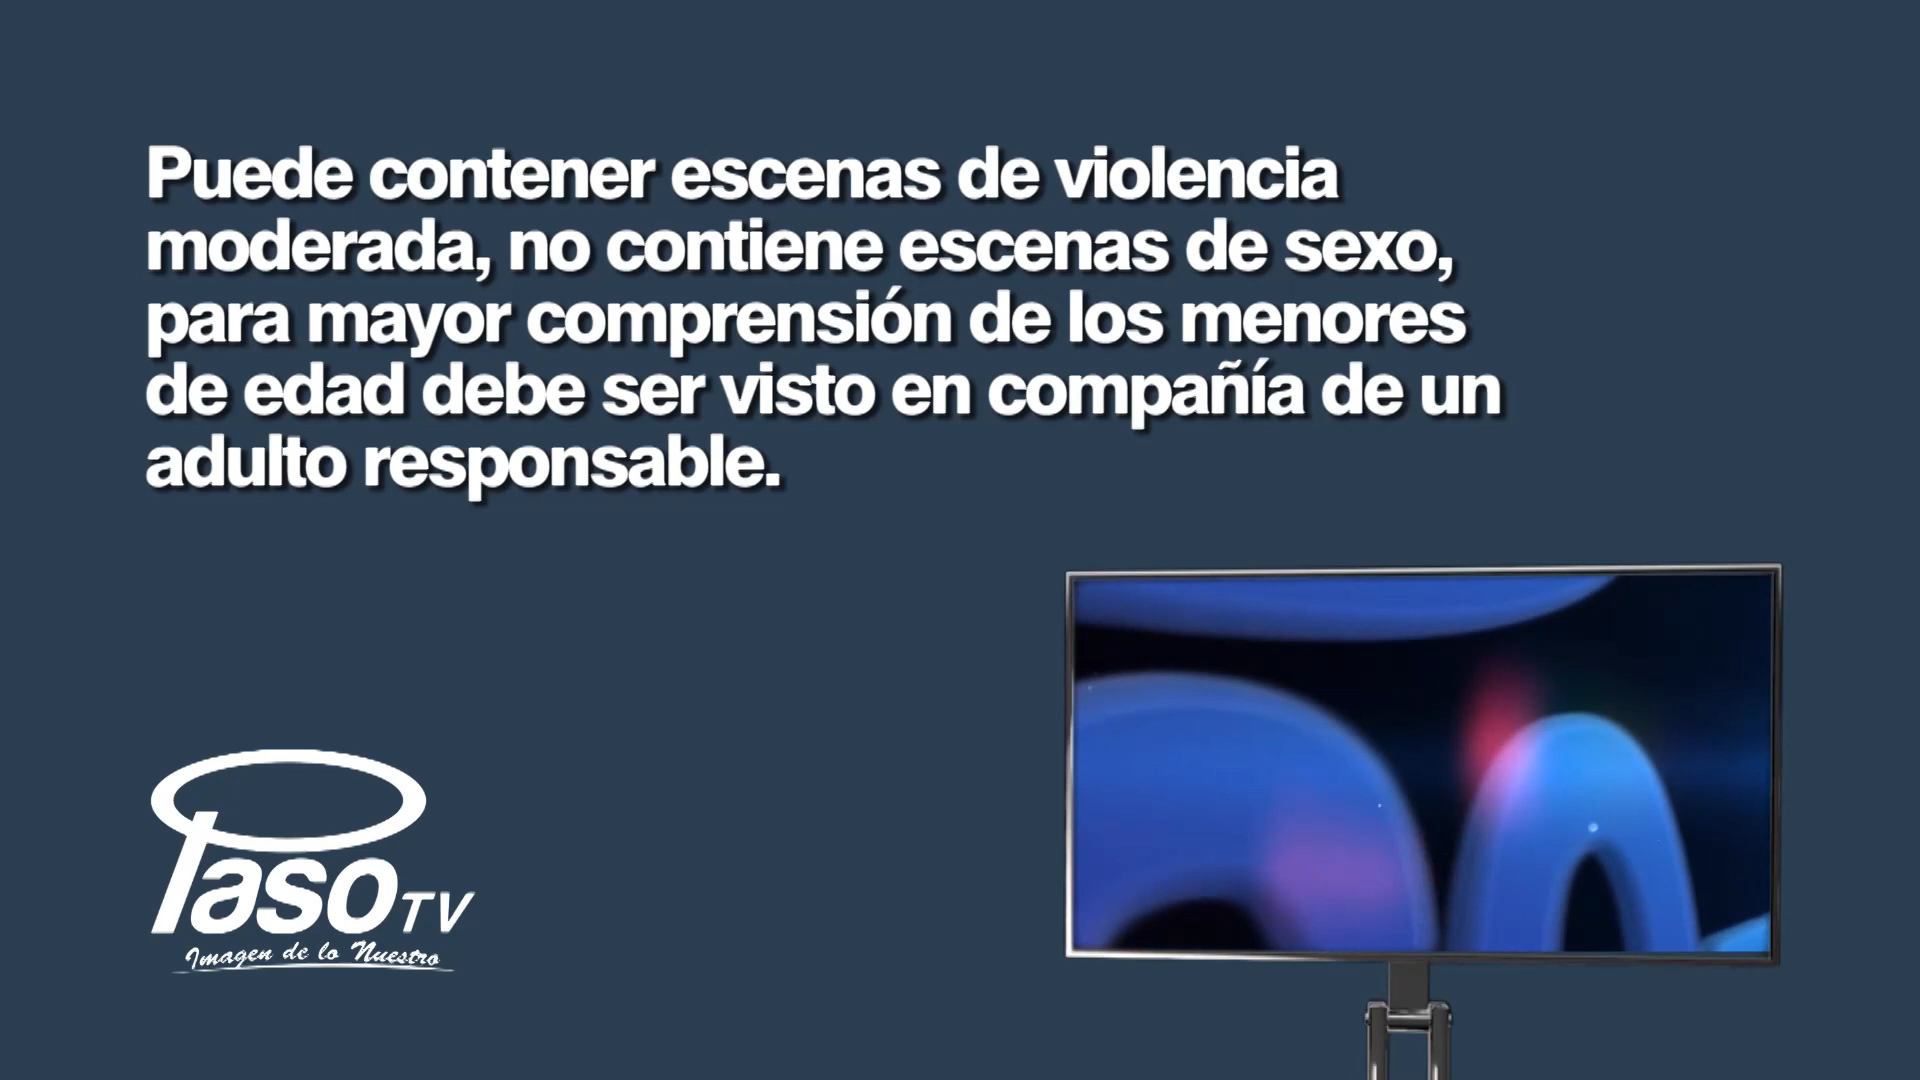 Puede contener escenas de violencia
moderada, no contiene escenas de sexo,
para mayor comprensión de los menores
de edad debe ser visto en compañía de un
adulto responsable.
Paso TV
Imagen de lo Nuestro